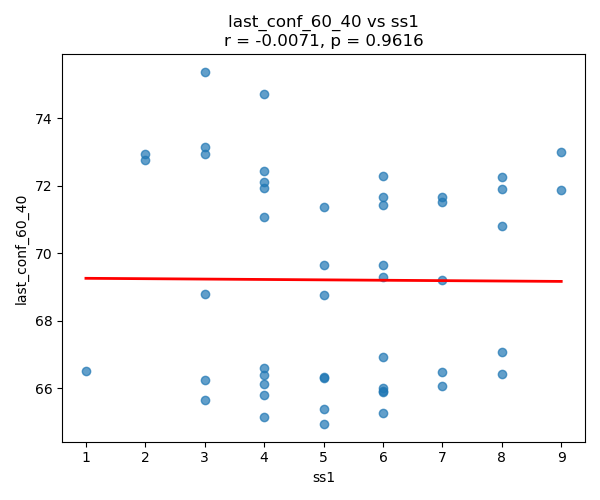 last_conf_60_40 vs ss1
r = -0.0071, p = 0.9616
last_conf_60_40
74
72
70
68
66
1 2 3 4 5 6 7 8 9
ss1